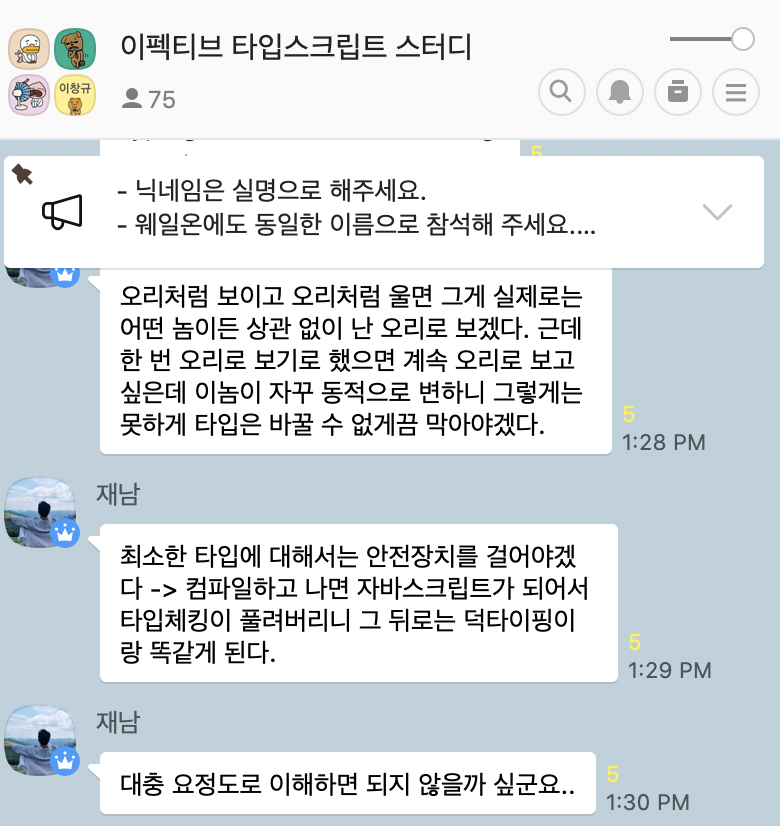 이펙티브 타입스크립트 스터디
이창규
75
5
- 닉네임은 실명으로 해주세요.
- 웨일온에도 동일한 이름으로 참석해 주세요....
오리처럼 보이고 오리처럼 울면 그게 실제로는
어떤 놈이든 상관 없이 난 오리로 보겠다. 근데
한 번 오리로 보기로 했으면 계속 오리로 보고
싶은데 이놈이 자꾸 동적으로 변하니 그렇게는
못하게 타입은 바꿀 수 없게끔 막아야겠다.
5
1:28 PM
재남
최소한 타입에 대해서는 안전장치를 걸어야겠
다 -> 컴파일하고 나면 자바스크립트가 되어서
타입체킹이 풀려버리니 그 뒤로는 덕타이핑이
랑 똑같게 된다.
5
1:29 PM
재남
대충 요정도로 이해하면 되지 않을까 싶군요..
5
1:30 PM